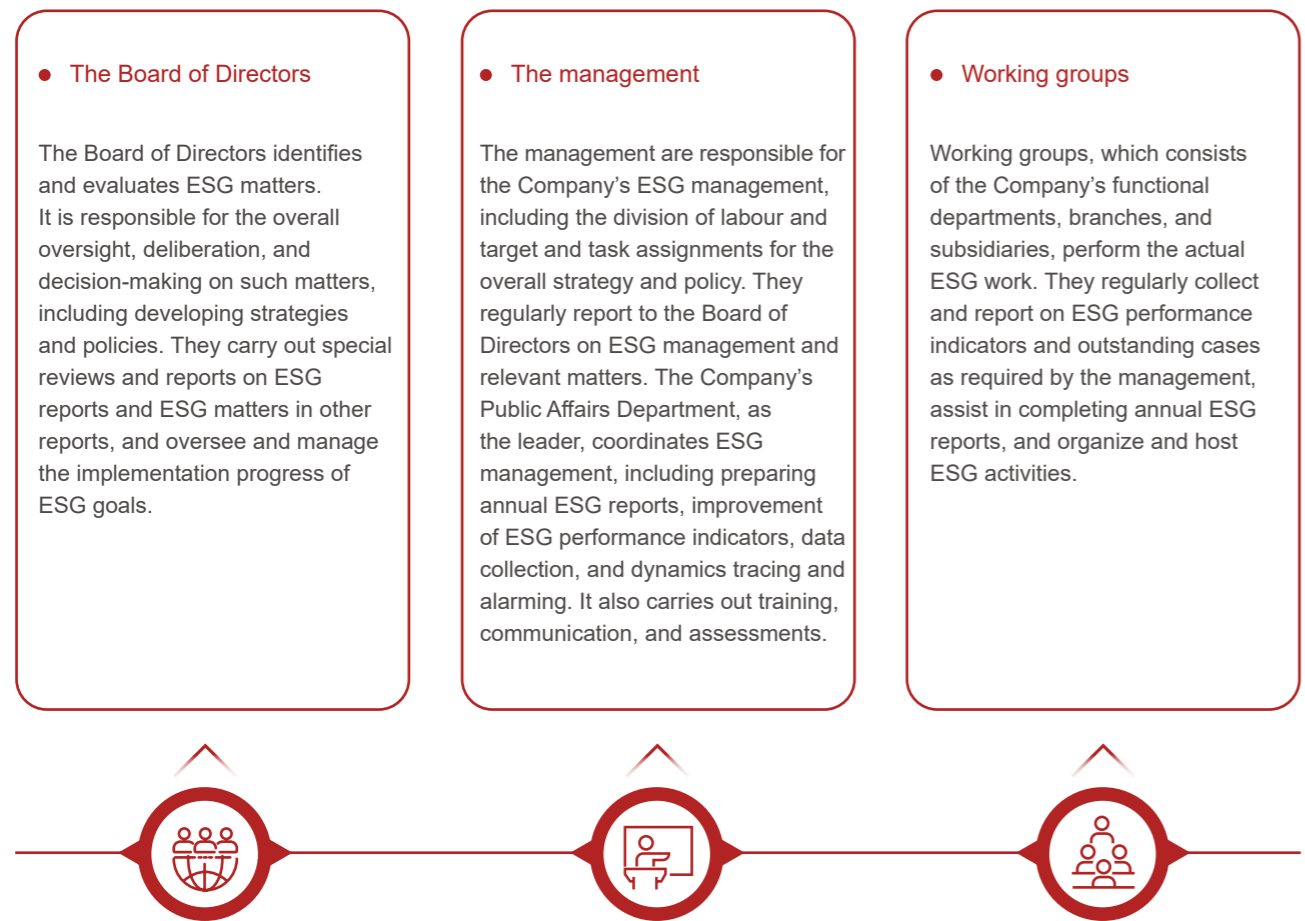 The Board of Directors
The Board of Directors identifies
and evaluates ESG matters.
It is responsible for the overall
oversight, deliberation, and
decision-making on such matters,
including developing strategies
and policies. They carry out special
reviews and reports on ESG
reports and ESG matters in other
reports, and oversee and manage
the implementation progress of
ESG goals.
The management
The management are responsible for
the Company’s ESG management,
including the division of labour and
target and task assignments for the
overall strategy and policy. They
regularly report to the Board of
Directors on ESG management and
relevant matters. The Company’s
Public Affairs Department, as
the leader, coordinates ESG
management, including preparing
annual ESG reports, improvement
of ESG performance indicators, data
collection, and dynamics tracing and
alarming. It also carries out training,
communication, and assessments.
Working groups
Working groups, which consists
of the Company’s functional
departments, branches, and
subsidiaries, perform the actual
ESG work. They regularly collect
and report on ESG performance
indicators and outstanding cases
as required by the management,
assist in completing annual ESG
reports, and organize and host
ESG activities.